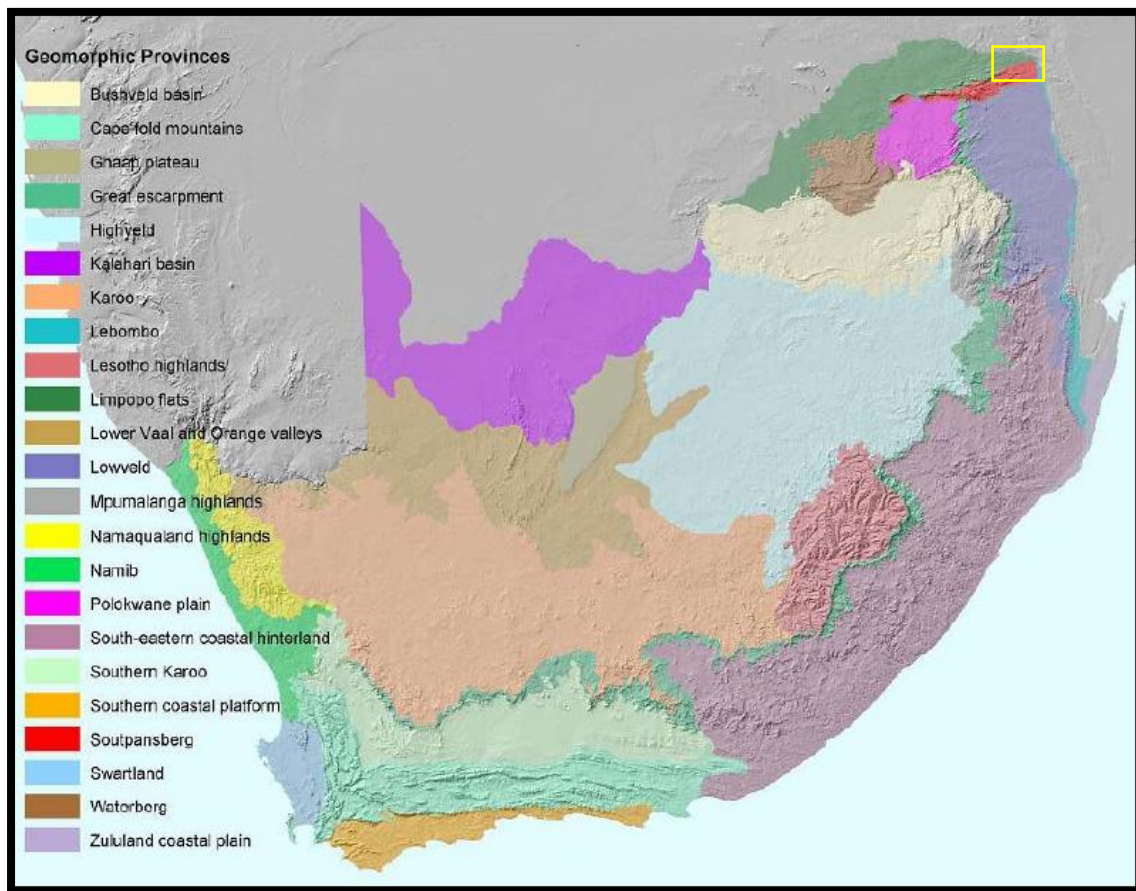 Geomorphic Provinces
Bushveld basin
Cape fold mountains
Ghaap plateau
Great escarpment
Highveld
Kalahari basin
Karoo
Lebombo
Lesotho highlands
Limpopo flats
Lower Vaal and Orange valleys
Lowveld
Mpumalanga highlands
Namaqualand highlands
Namib
Polokwane plain
South-eastern coastal hinterland
Southern Karoo
Southern coastal platform
Soutpansberg
Swartland
Waterberg
Zululand coastal plain